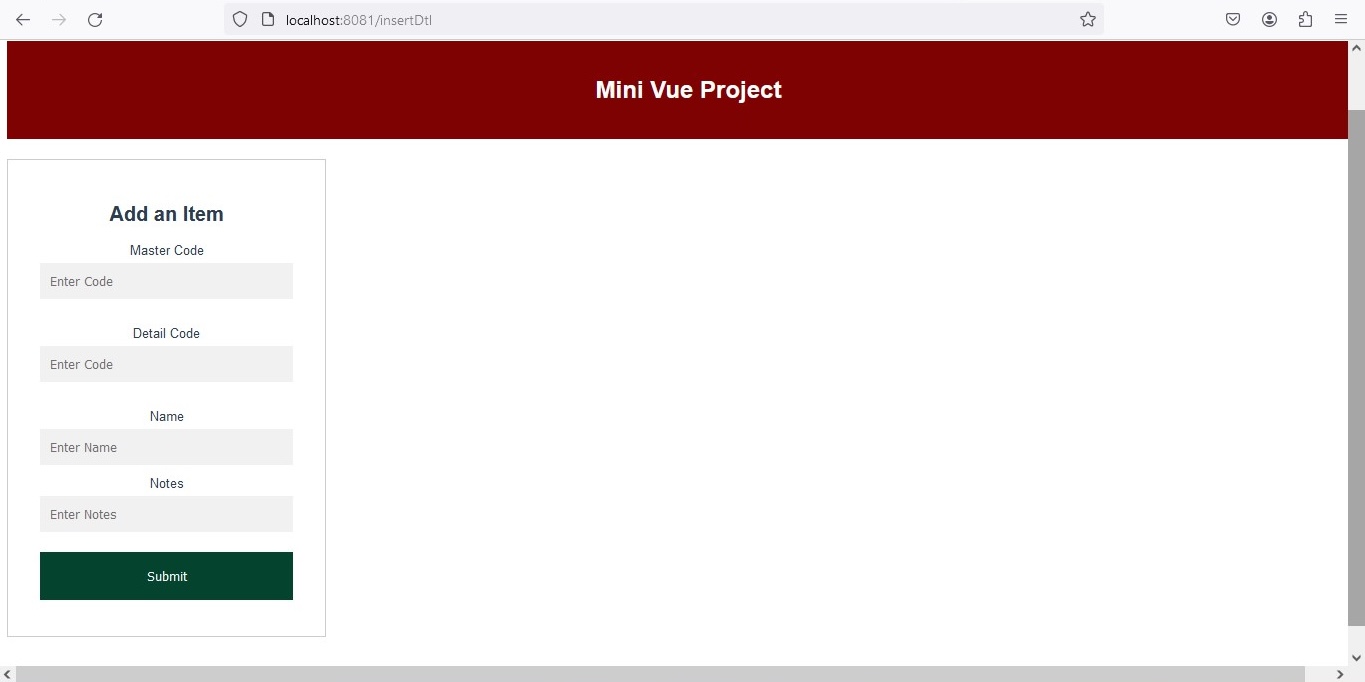 localhost:8081/insertDtl
Mini Vue Project
Add an Item
Master Code
Enter Code
Detail Code
Enter Code
Name
Enter Name
Notes
Enter Notes
Submit